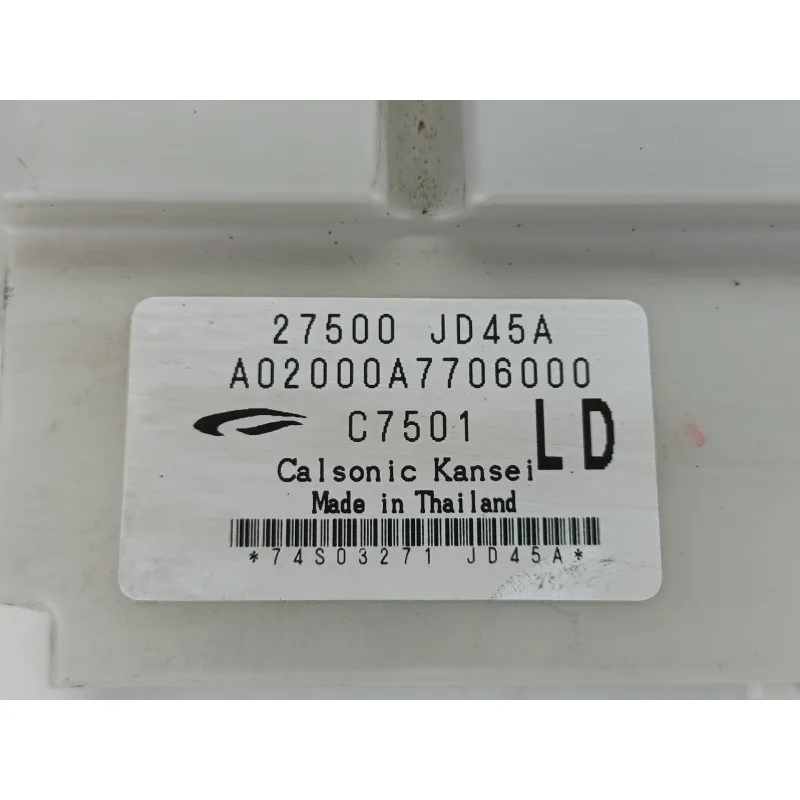 27500 JD45A
A02000A7706000
C7501 LD
Calsonic Kansei
Made in Thailand
*74S03271 JD45A*